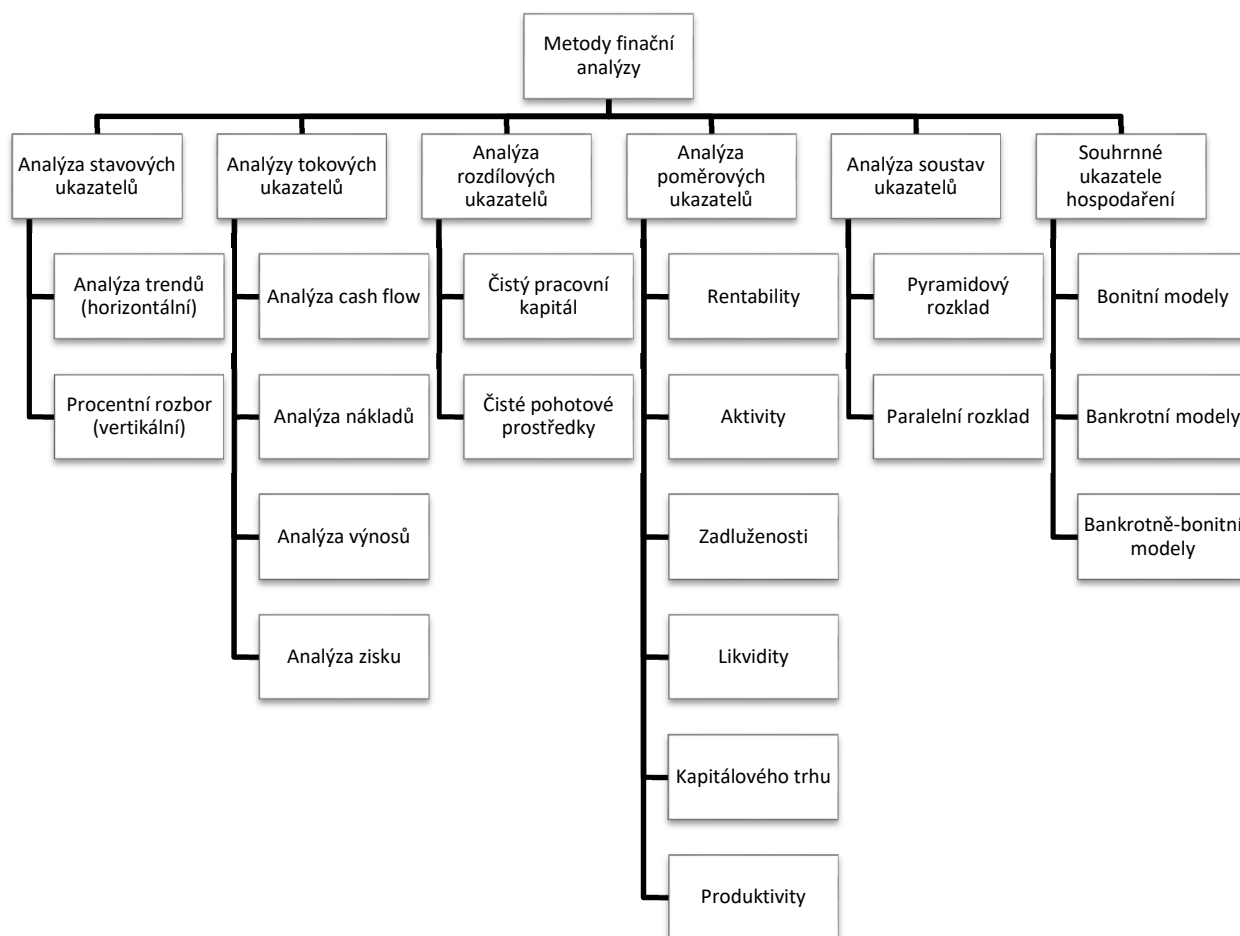 Metody finační
analýzy
Analýza stavových
ukazatelů
Analýzy tokových
ukazatelů
Analýza
rozdílových
ukazatelů
Analýza
poměrových
ukazatelů
Analýza soustav
ukazatelů
Souhrnné
ukazatele
hospodaření
Analýza trendů
(horizontální)
Procentní rozbor
(vertikální)
Analýza cash flow
Analýza nákladů
Analýza výnosů
Analýza zisku
Čistý pracovní
kapitál
Čisté pohotové
prostředky
Rentability
Aktivity
Zadluženosti
Likvidity
Kapitálového trhu
Produktivity
Pyramidový
rozklad
Paralelní rozklad
Bonitní modely
Bankrotní modely
Bankrotně-bonitní
modely